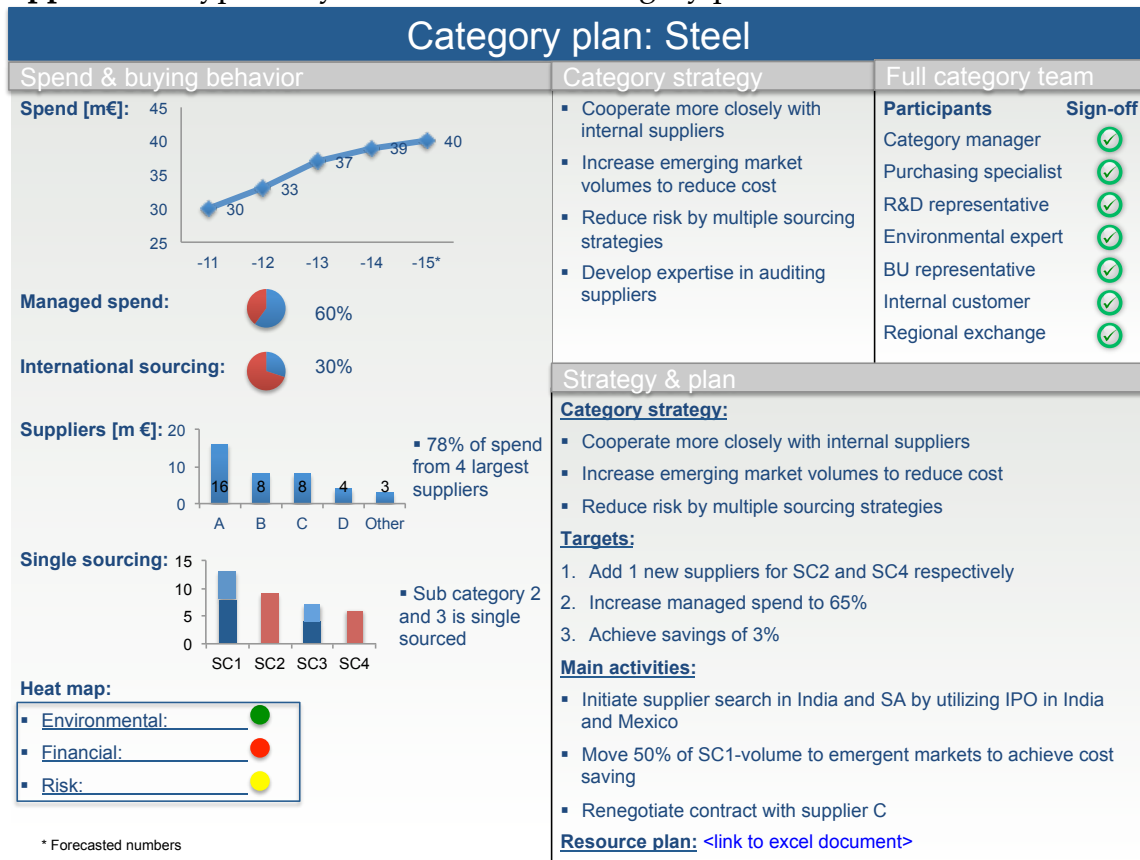 Category plan: Steel
Spend & buying behavior
Spend [m€]:
45
40
35
30
25
30
33
37
39
40
-11 -12 -13 -14 -15*
Managed spend:
60%
International sourcing:
30%
Suppliers [m €]:
20
10
0
16 8 8 4 3
A B C D Other
▪ 78% of spend
from 4 largest
suppliers
Single sourcing:
15
10
5
0
SC1 SC2 SC3 SC4
▪ Sub category 2
and 3 is single
sourced
Heat map:
▪ Environmental:
▪ Financial:
▪ Risk:
* Forecasted numbers
Category strategy
▪ Cooperate more closely with
internal suppliers
▪ Increase emerging market
volumes to reduce cost
▪ Reduce risk by multiple sourcing
strategies
▪ Develop expertise in auditing
suppliers
Full category team
Participants Sign-off
Category manager
Purchasing specialist
R&D representative
Environmental expert
BU representative
Internal customer
Regional exchange
Strategy & plan
Category strategy:
▪ Cooperate more closely with internal suppliers
▪ Increase emerging market volumes to reduce cost
▪ Reduce risk by multiple sourcing strategies
Targets:
1. Add 1 new suppliers for SC2 and SC4 respectively
2. Increase managed spend to 65%
3. Achieve savings of 3%
Main activities:
▪ Initiate supplier search in India and SA by utilizing IPO in India
and Mexico
▪ Move 50% of SC1-volume to emergent markets to achieve cost
saving
▪ Renegotiate contract with supplier C
Resource plan: <link to excel document>